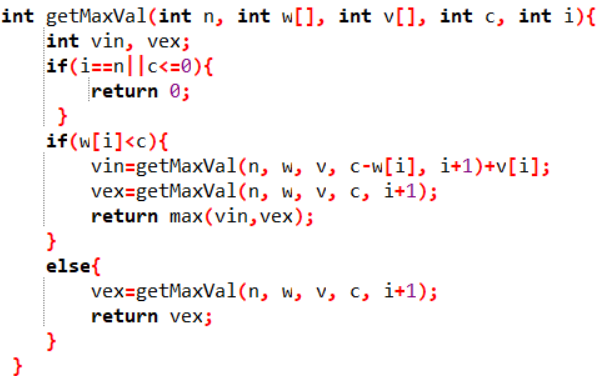 int getMaxVal(int n, int w[], int v[], int c, int i){
int vin, vex;
if(i==n||c<=0){
return 0;
}
if(w[i]<c){
vin=getMaxVal(n, w, v, c-w[i], i+1)+v[i];
vex=getMaxVal(n, w, v, c, i+1);
return max(vin,vex);
}
else{
vex=getMaxVal(n, w, v, c, i+1);
return vex;
}
}